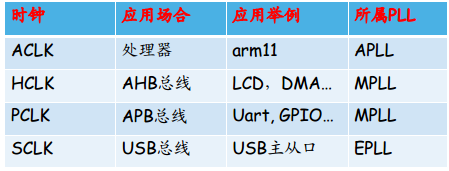 时钟 应用场合 应用举例 所属PLL
ACLK 处理器 arm11 APLL
HCLK AHB总线 LCD，DMA… MPLL
PCLK APB总线 Uart, GPIO… MPLL
SCLK USB总线 USB主从口 EPLL